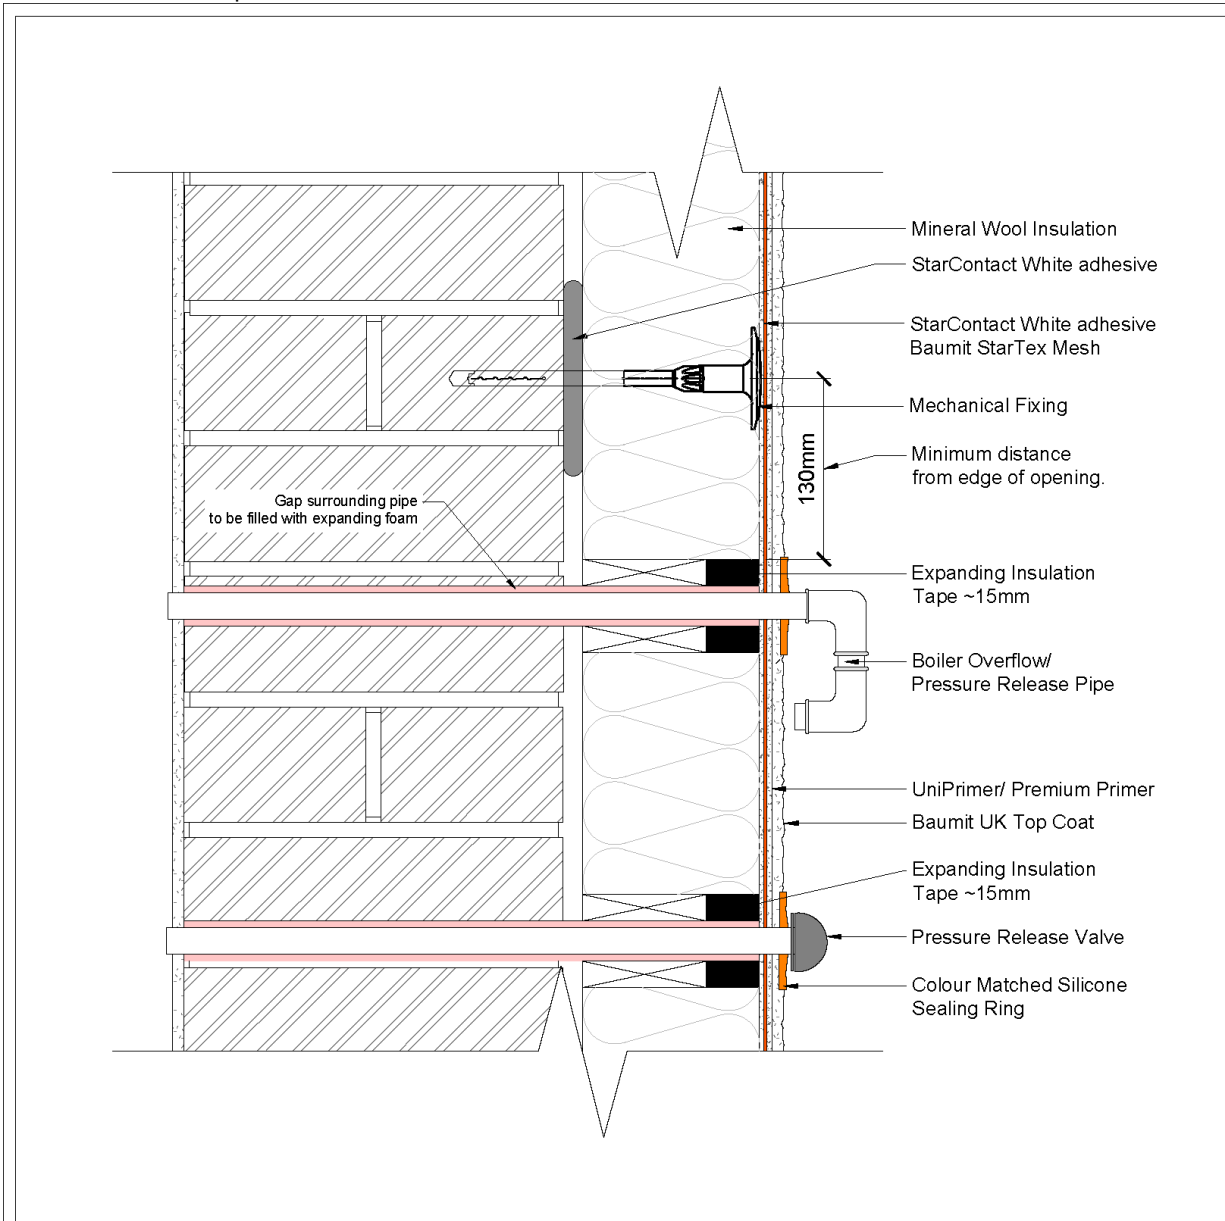 Mineral Wool Insulation
StarContact White adhesive
StarContact White adhesive
Baumit StarTex Mesh
Mechanical Fixing
Minimum distance
from edge of opening.
130mm
Gap surrounding pipe
to be filled with expanding foam
Expanding Insulation
Tape ~15mm
Boiler Overflow/
Pressure Release Pipe
UniPrimer/ Premium Primer
Baumit UK Top Coat
Expanding Insulation
Tape ~15mm
Pressure Release Valve
Colour Matched Silicone
Sealing Ring